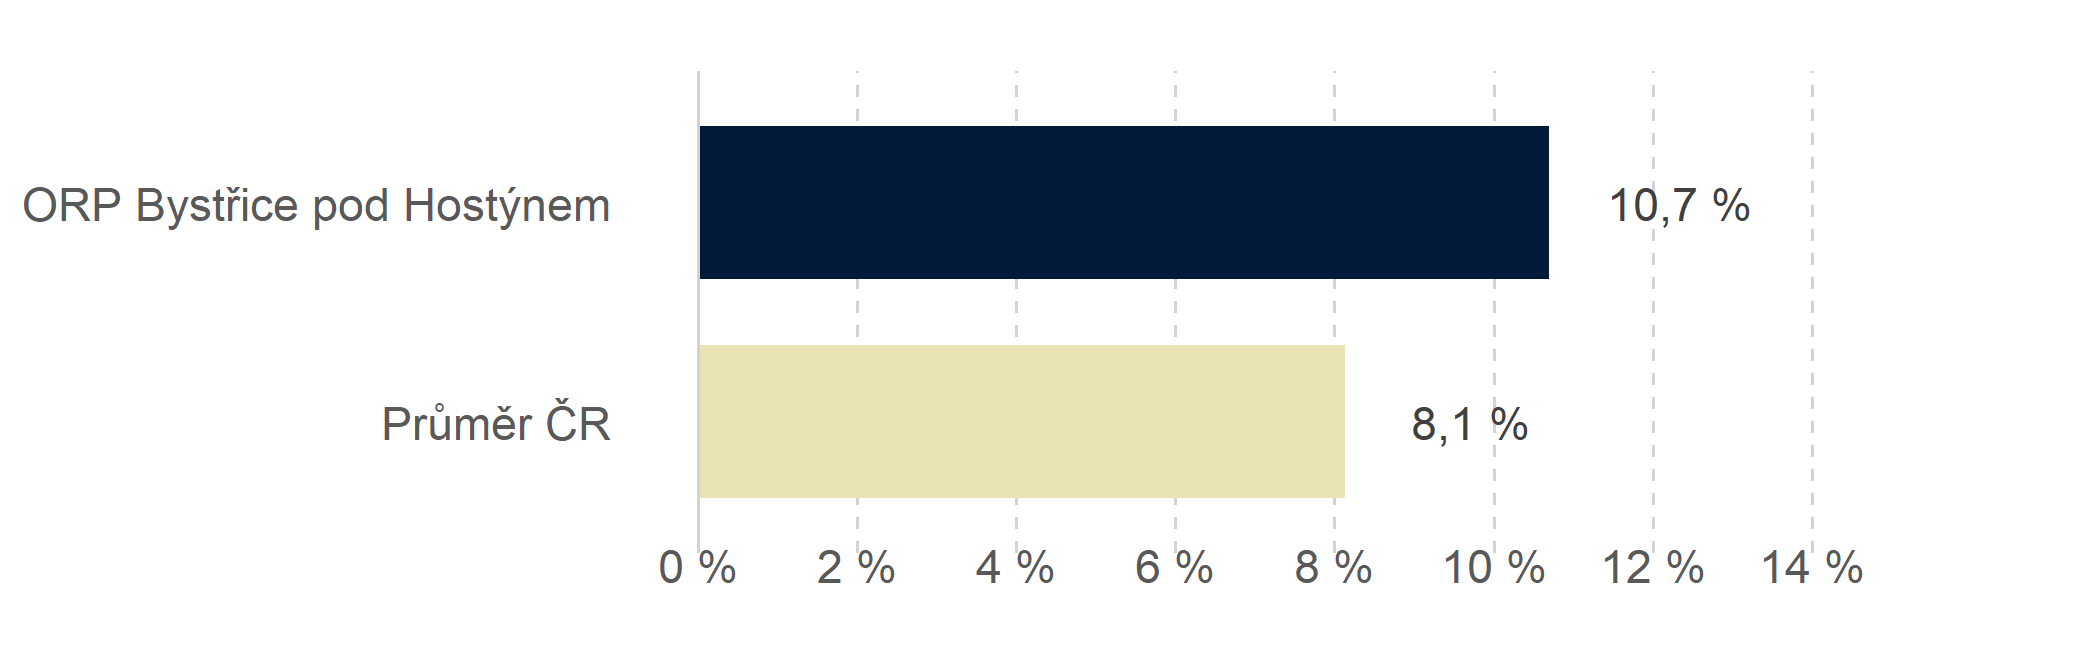 ORP Bystřice pod Hostýnem
10,7 %
Průměr ČR
8,1 %
0 % 2 % 4 % 6 % 8 % 10 % 12 % 14 %